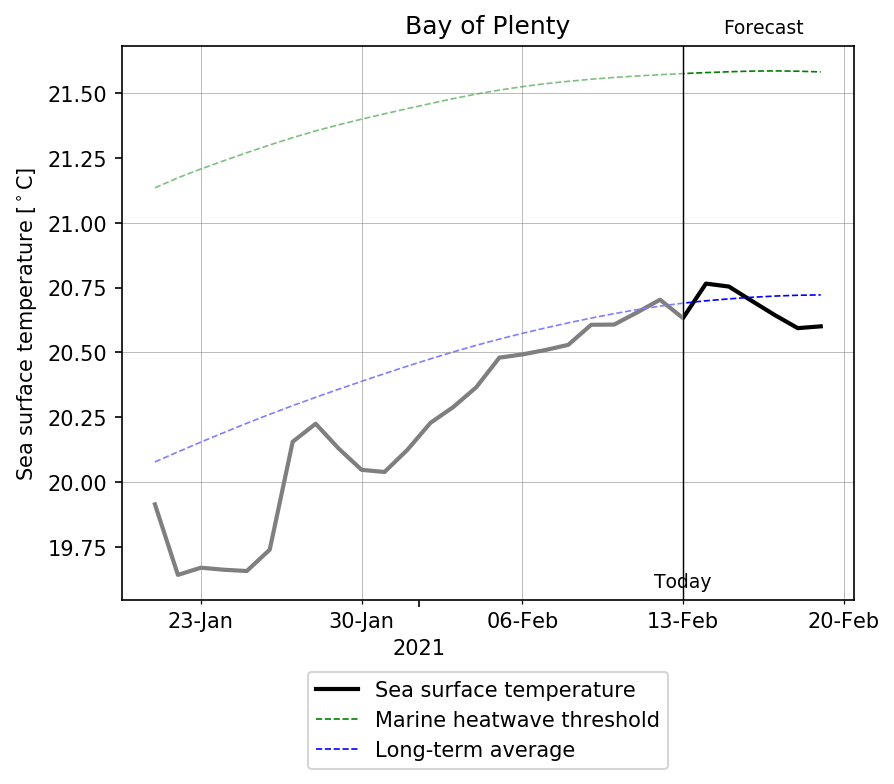 Bay of Plenty
Forecast
Sea surface temperature [°C]
21.50
21.25
21.00
20.75
20.50
20.25
20.00
19.75
Today
23-Jan 30-Jan 06-Feb 13-Feb 20-Feb
2021
Sea surface temperature
Marine heatwave threshold
Long-term average